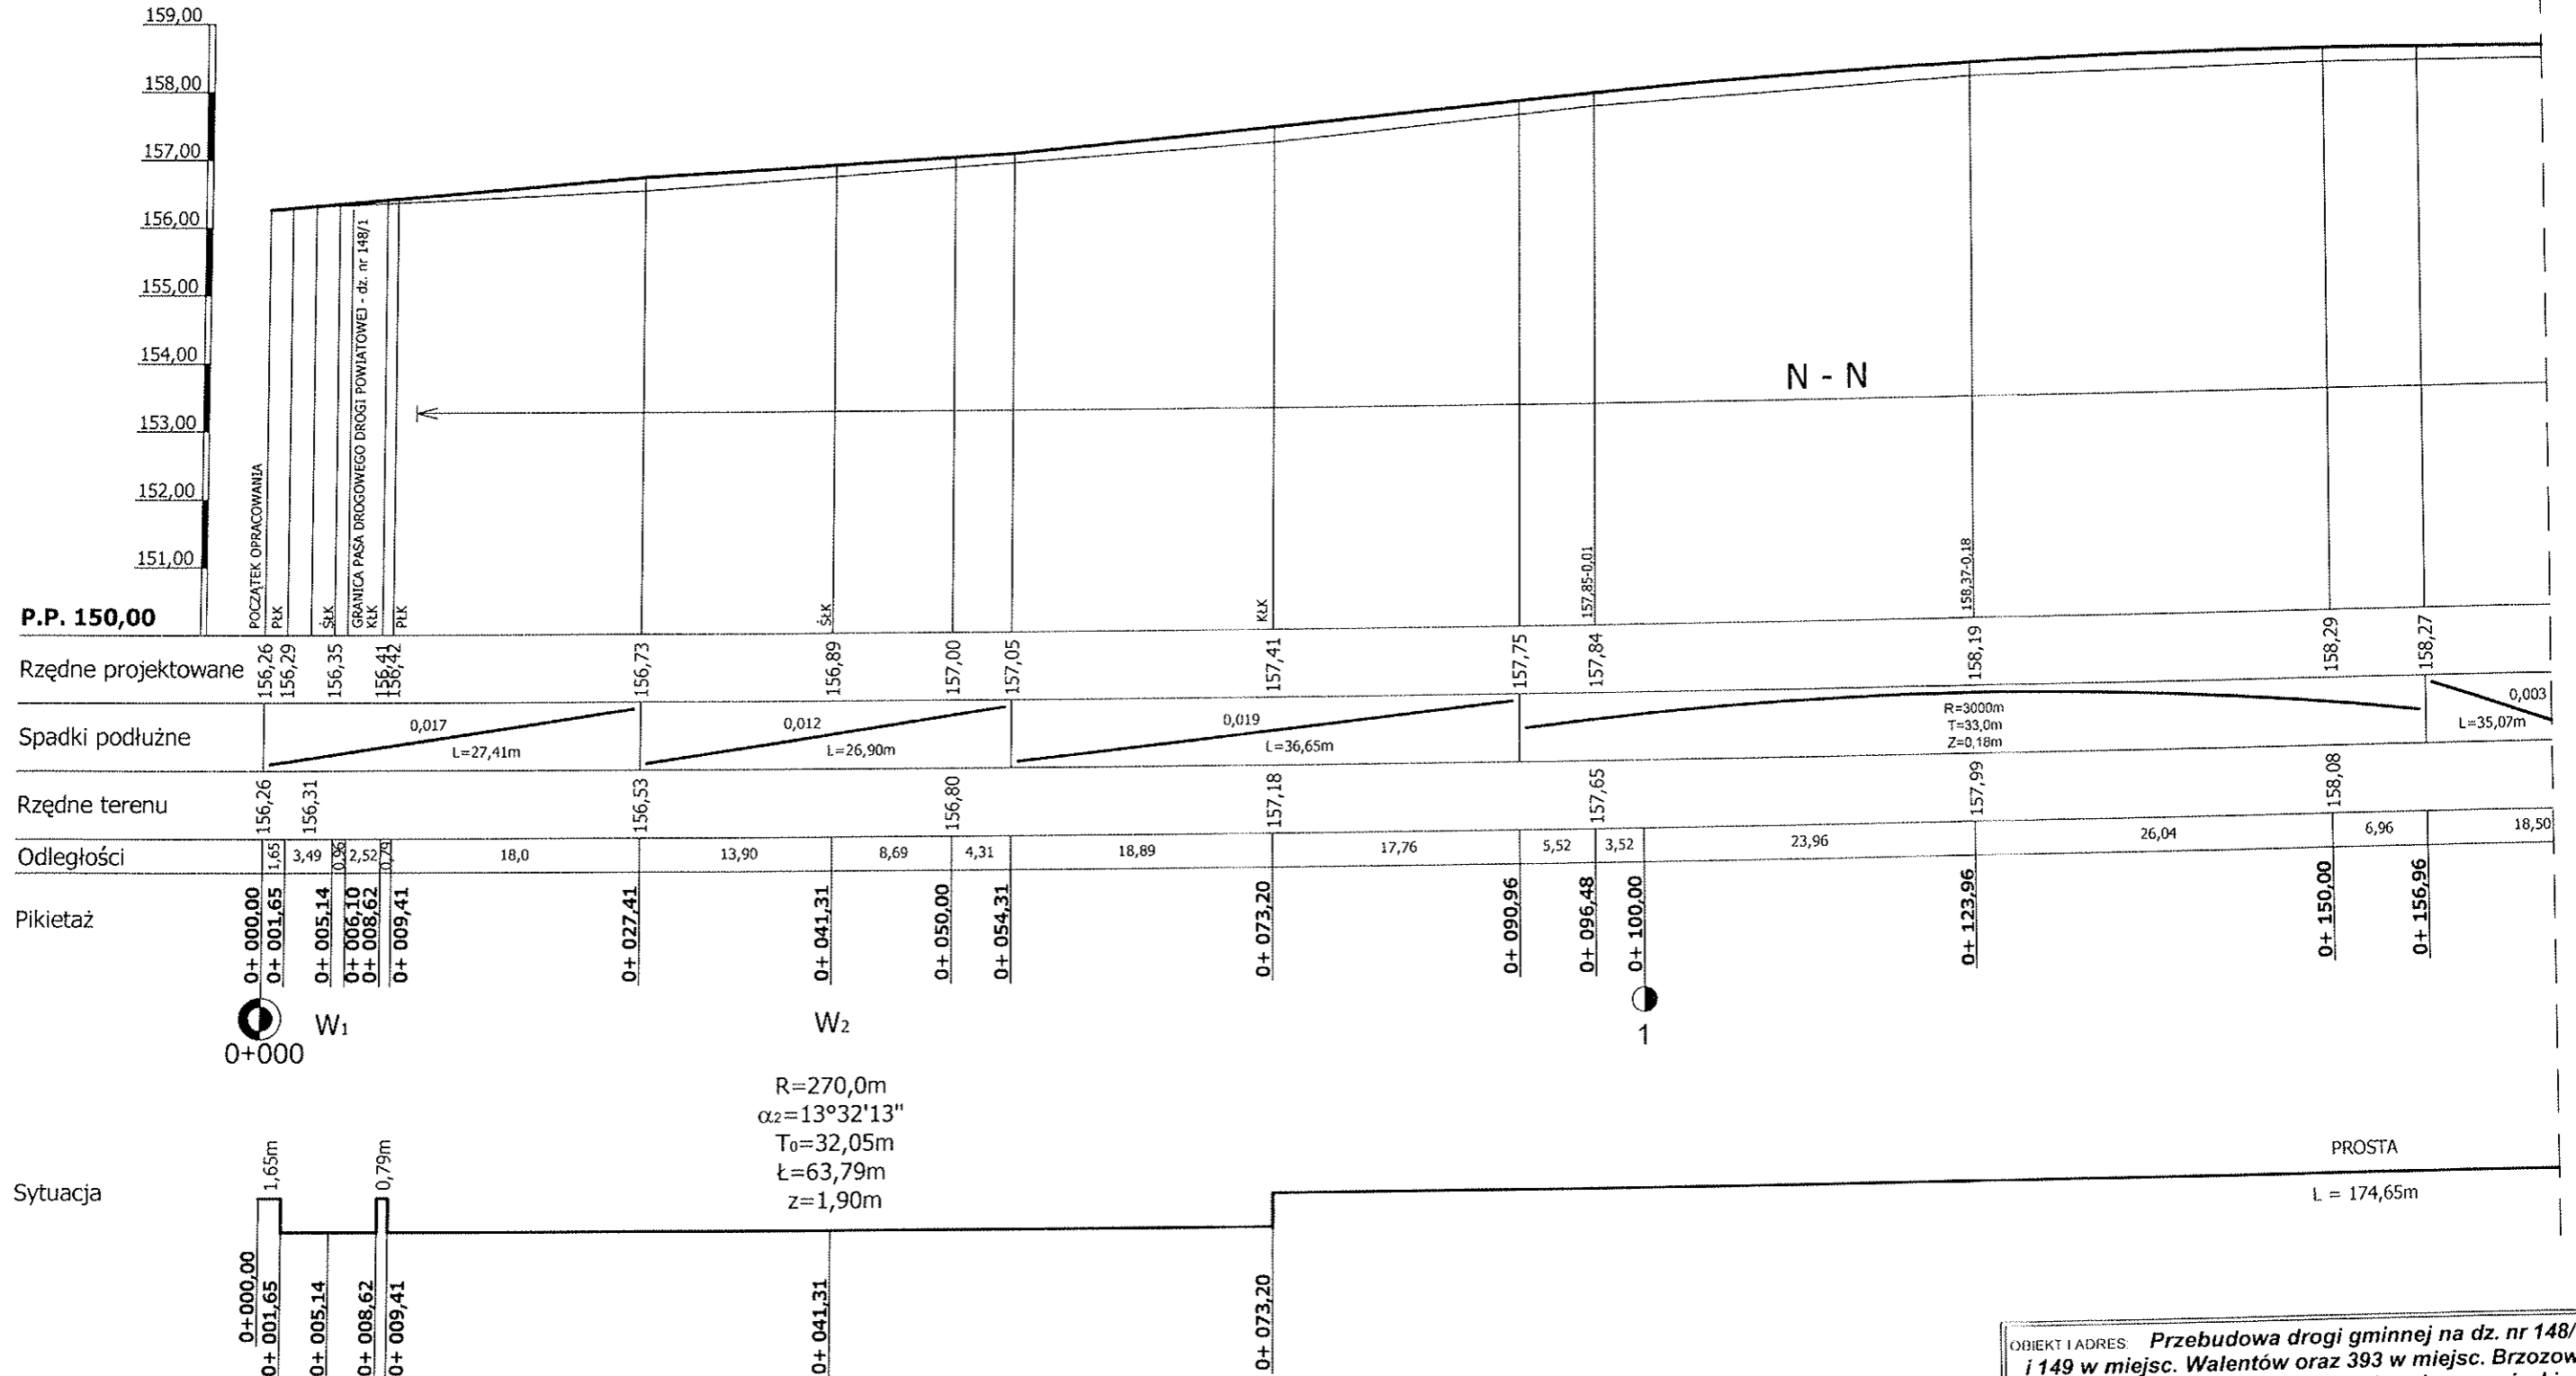 159,00
158,00
157,00
156,00
155,00
154,00
153,00
152,00
151,00
P.P. 150,00
POCZĄTEK OPRACOWANIA
PŁK
ŚŁK
GRANICA PASA DROGOWEGO DROGI POWIATOWEJ - dz. nr 148/1
KŁK
PŁK
ŚŁK
KŁK
157,85-0,01
158,37-0,18
N - N
Rzędne projektowane
156,26
156,29
156,35
156,41
156,42
156,73
156,89
157,00
157,05
157,41
157,75
157,84
158,19
158,29
158,27
Spadki podłużne
0,017
L=27,41m
0,012
L=26,90m
0,019
L=36,65m
R=3000m
T=33,0m
Z=0,18m
0,003
L=35,07m
Rzędne terenu
156,26
156,31
156,53
156,80
157,18
157,65
157,99
158,08
Odległości
1,65
3,49
0,96
2,52
0,79
18,0
13,90
8,69
4,31
18,89
17,76
5,52
3,52
23,96
26,04
6,96
18,50
Pikietaż
0+ 000,00
0+ 001,65
0+ 005,14
0+ 006,10
0+ 008,62
0+ 009,41
0+ 027,41
0+ 041,31
0+ 050,00
0+ 054,31
0+ 073,20
0+ 090,96
0+ 096,48
0+ 100,00
0+ 123,96
0+ 150,00
0+ 156,96
0+000
W1
W2
1
R=270,0m
α2=13°32'13"
T0=32,05m
Ł=63,79m
z=1,90m
Sytuacja
1,65m
0,79m
PROSTA
L = 174,65m
0+000,00
0+ 001,65
0+ 005,14
0+ 008,62
0+ 009,41
0+ 041,31
0+ 073,20
OBIEKT I ADRES: Przebudowa drogi gminnej na dz. nr 148/
i 149 w miejsc. Walentów oraz 393 w miejsc. Brzozow